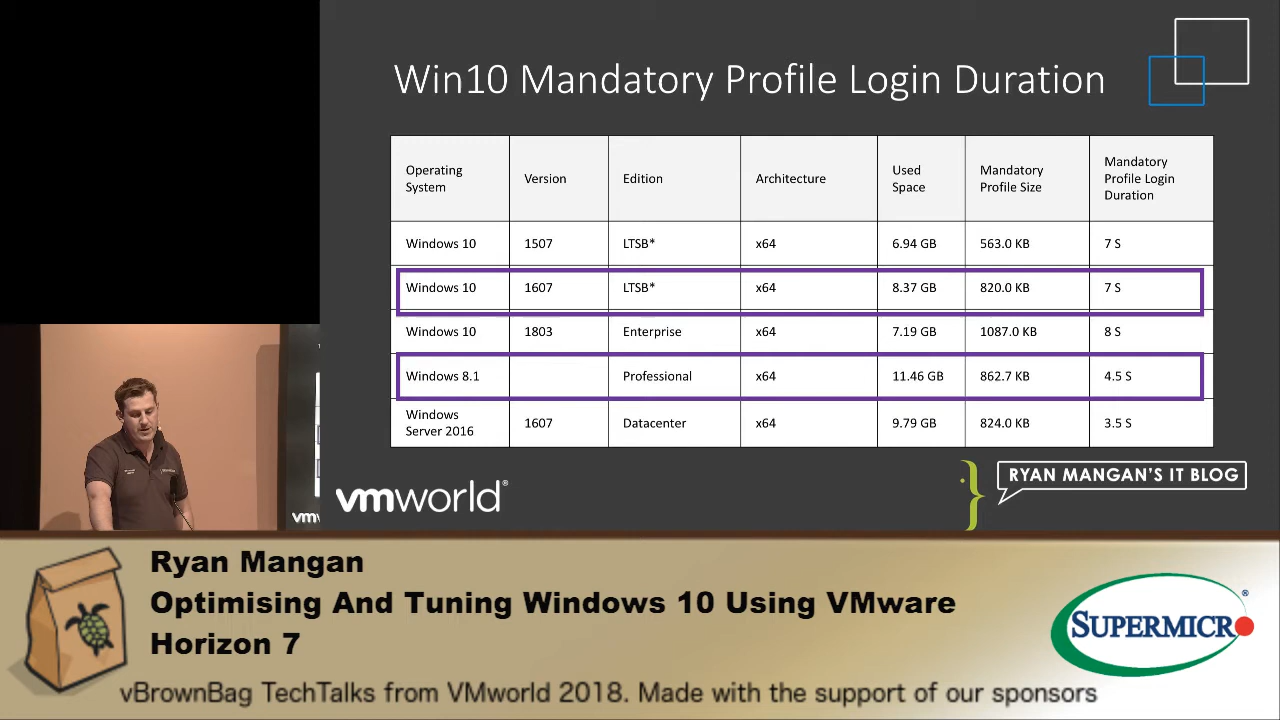 Win10 Mandatory Profile Login Duration
Operating System Version Edition Architecture Used Space Mandatory Profile Size Mandatory Profile Login Duration
Windows 10 1507 LTSB* x64 6.94 GB 563.0 KB 7 S
Windows 10 1607 LTSB* x64 8.37 GB 820.0 KB 7 S
Windows 10 1803 Enterprise x64 7.19 GB 1087.0 KB 8 S
Windows 8.1 Professional x64 11.46 GB 862.7 KB 4.5 S
Windows Server 2016 1607 Datacenter x64 9.79 GB 824.0 KB 3.5 S
vmworld®
RYAN MANGAN'S IT BLOG
vmw
Ryan Mangan
Optimising And Tuning Windows 10 Using VMware
Horizon 7
SUPERMICRO®
vBrownBag TechTalks from VMworld 2018. Made with the support of our sponsors